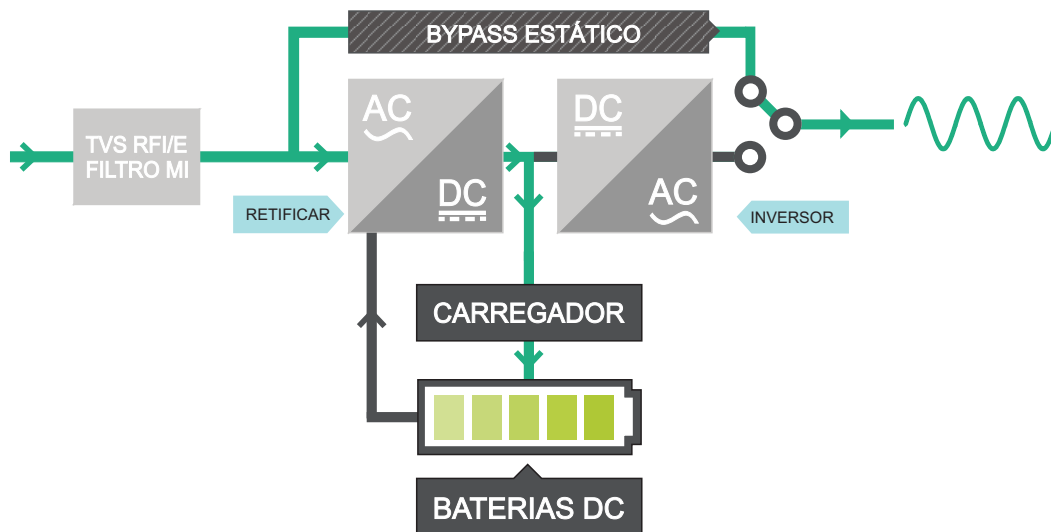 BYPASS ESTÁTICO
AC
DC
TVS RFI/E
FILTRO MI
DC
AC
RETIFICAR
INVERSOR
CARREGADOR
BATERIAS DC